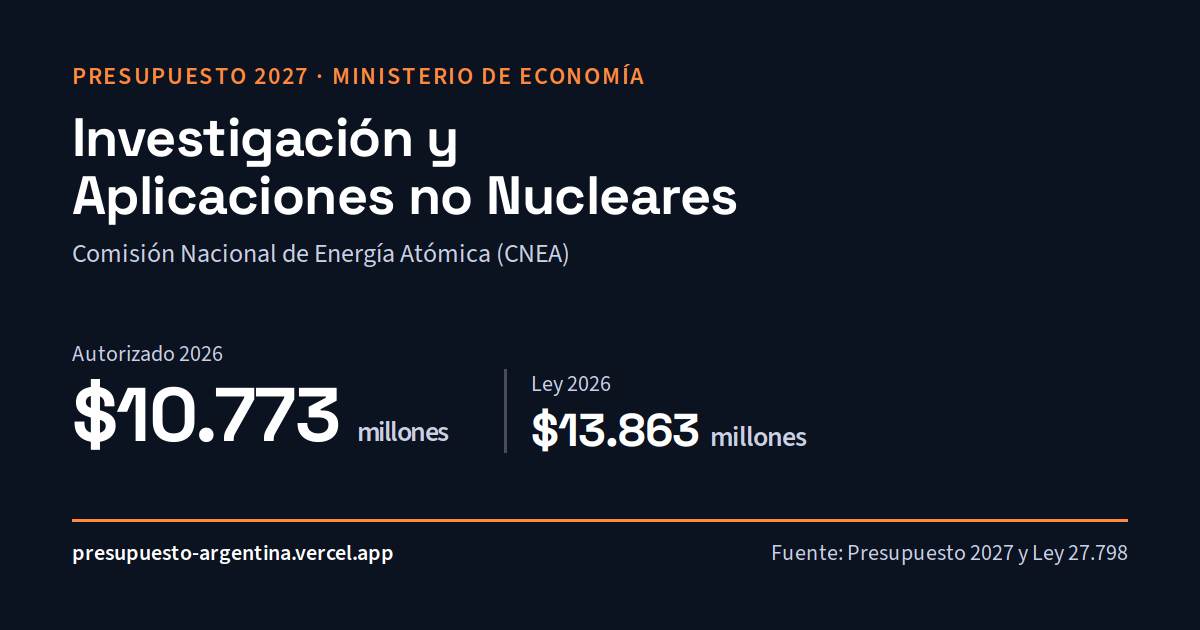 PRESUPUESTO 2027 · MINISTERIO DE ECONOMÍA
Investigación y
Aplicaciones no Nucleares
Comisión Nacional de Energía Atómica (CNEA)
Autorizado 2026
$10.773 millones
Ley 2026
$13.863 millones
presupuesto-argentina.vercel.app
Fuente: Presupuesto 2027 y Ley 27.798